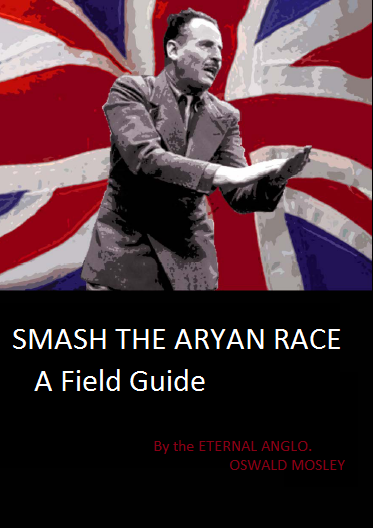 SMASH THE ARYAN RACE
A Field Guide
By the ETERNAL ANGLO.
OSWALD MOSLEY